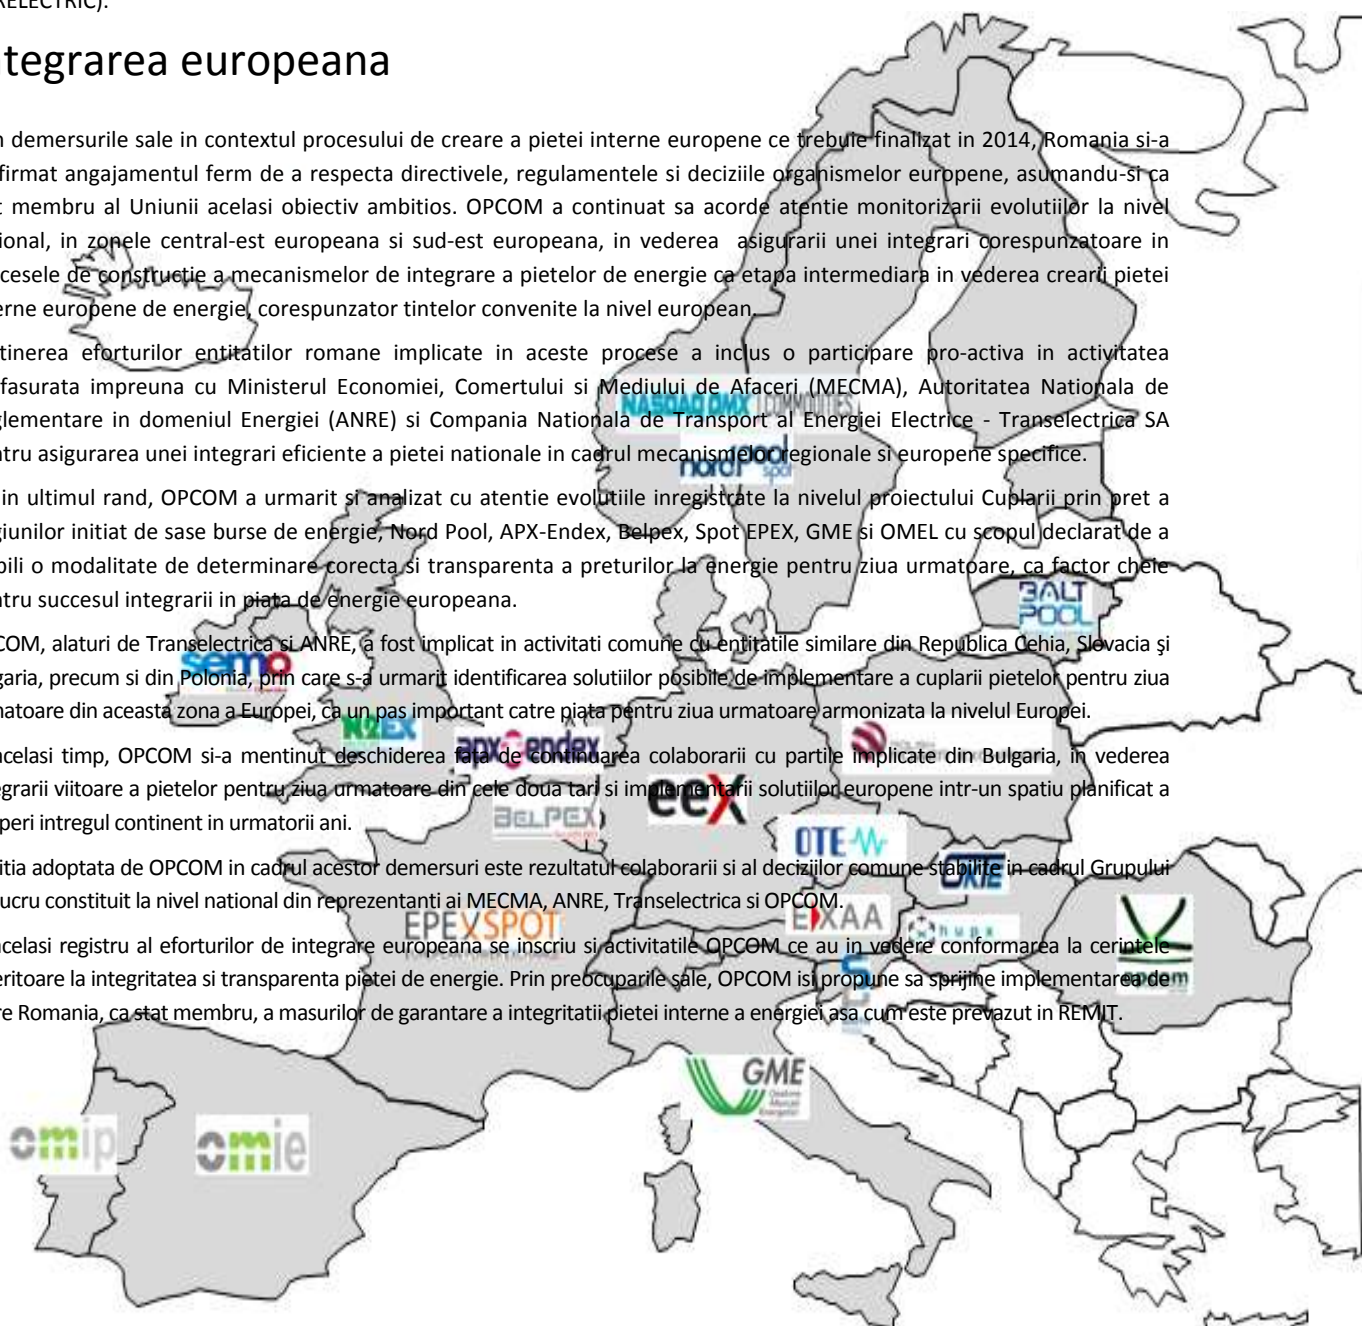 RELECTRIC).
ntegrarea europeana
n demersurile sale in contextul procesului de creare a pietei interne europene ce trebuie finalizat in 2014, Romania si-a
firmat angajamentul ferm de a respecta directivele, regulamentele si deciziile organismelor europene, asumandu-si ca
t membru al Uniunii acelasi obiectiv ambitios. OPCOM a continuat sa acorde atentie monitorizarii evolutiilor la nivel
ional, in zonele central-est europeana si sud-est europeana, in vederea asigurarii unei integrari corespunzatoare in
cesele de constructie a mecanismelor de integrare a pietelor de energie ca etapa intermediara in vederea crearii pietei
erne europene de energie, corespunzator tintelor convenite la nivel european.
tinerea eforturilor entitatilor romane implicate in aceste procese a inclus o participare pro-activa in activitatea
fasurata impreuna cu Ministerul Economiei, Comertului si Mediului de Afaceri (MECMA), Autoritatea Nationala de
glementare in domeniul Energiei (ANRE) si Compania Nationala de Transport al Energiei Electrice - Transelectrica SA
NASDAQ OMX COMMODITIES
ntru asigurarea unei integrari eficiente a pietei nationale in cadrul mecanismelor regionale si europene specifice.
nord pool spot
in ultimul rand, OPCOM a urmarit si analizat cu atentie evolutiile inregistrate la nivelul proiectului Cuplarii prin pret a
giunilor initiat de sase burse de energie, Nord Pool, APX-Endex, Belpex, Spot EPEX, GME si OMEL cu scopul declarat de a
bili o modalitate de determinare corecta si transparenta a preturilor la energie pentru ziua urmatoare, ca factor cheie
ntru succesul integrarii in piata de energie europeana.
BALT
POOL
COM, alaturi de Transelectrica si ANRE, a fost implicat in activitati comune cu entitatile similare din Republica Cehia, Slovacia şi
semo
garia, precum si din Polonia, prin care s-a urmarit identificarea solutiilor posibile de implementare a cuplarii pietelor pentru ziua
matoare din aceasta zona a Europei, ca un pas important catre piata pentru ziua urmatoare armonizata la nivelul Europei.
N2EX
apx endex
acelasi timp, OPCOM si-a mentinut deschiderea fata de continuarea colaborarii cu partile implicate din Bulgaria, in vederea
egrarii viitoare a pietelor pentru ziua urmatoare din cele doua tari si implementarii solutiilor europene intr-un spatiu planificat a
eex
BELPEX
peri intregul continent in urmatorii ani.
OTE
itia adoptata de OPCOM in cadrul acestor demersuri este rezultatul colaborarii si al deciziilor comune stabilite in cadrul Grupului
OKTE
ucru constituit la nivel national din reprezentanti ai MECMA, ANRE, Transelectrica si OPCOM.
EPEXSPOT
EXAA
hupx
acelasi registru al eforturilor de integrare europeana se inscriu si activitatile OPCOM ce au in vedere conformarea la cerintele
eritoare la integritatea si transparenta pietei de energie. Prin preocuparile sale, OPCOM isi propune sa sprijine implementarea de
re Romania, ca stat membru, a masurilor de garantare a integritatii pietei interne a energiei asa cum este prevazut in REMIT.
GME
omip
omie